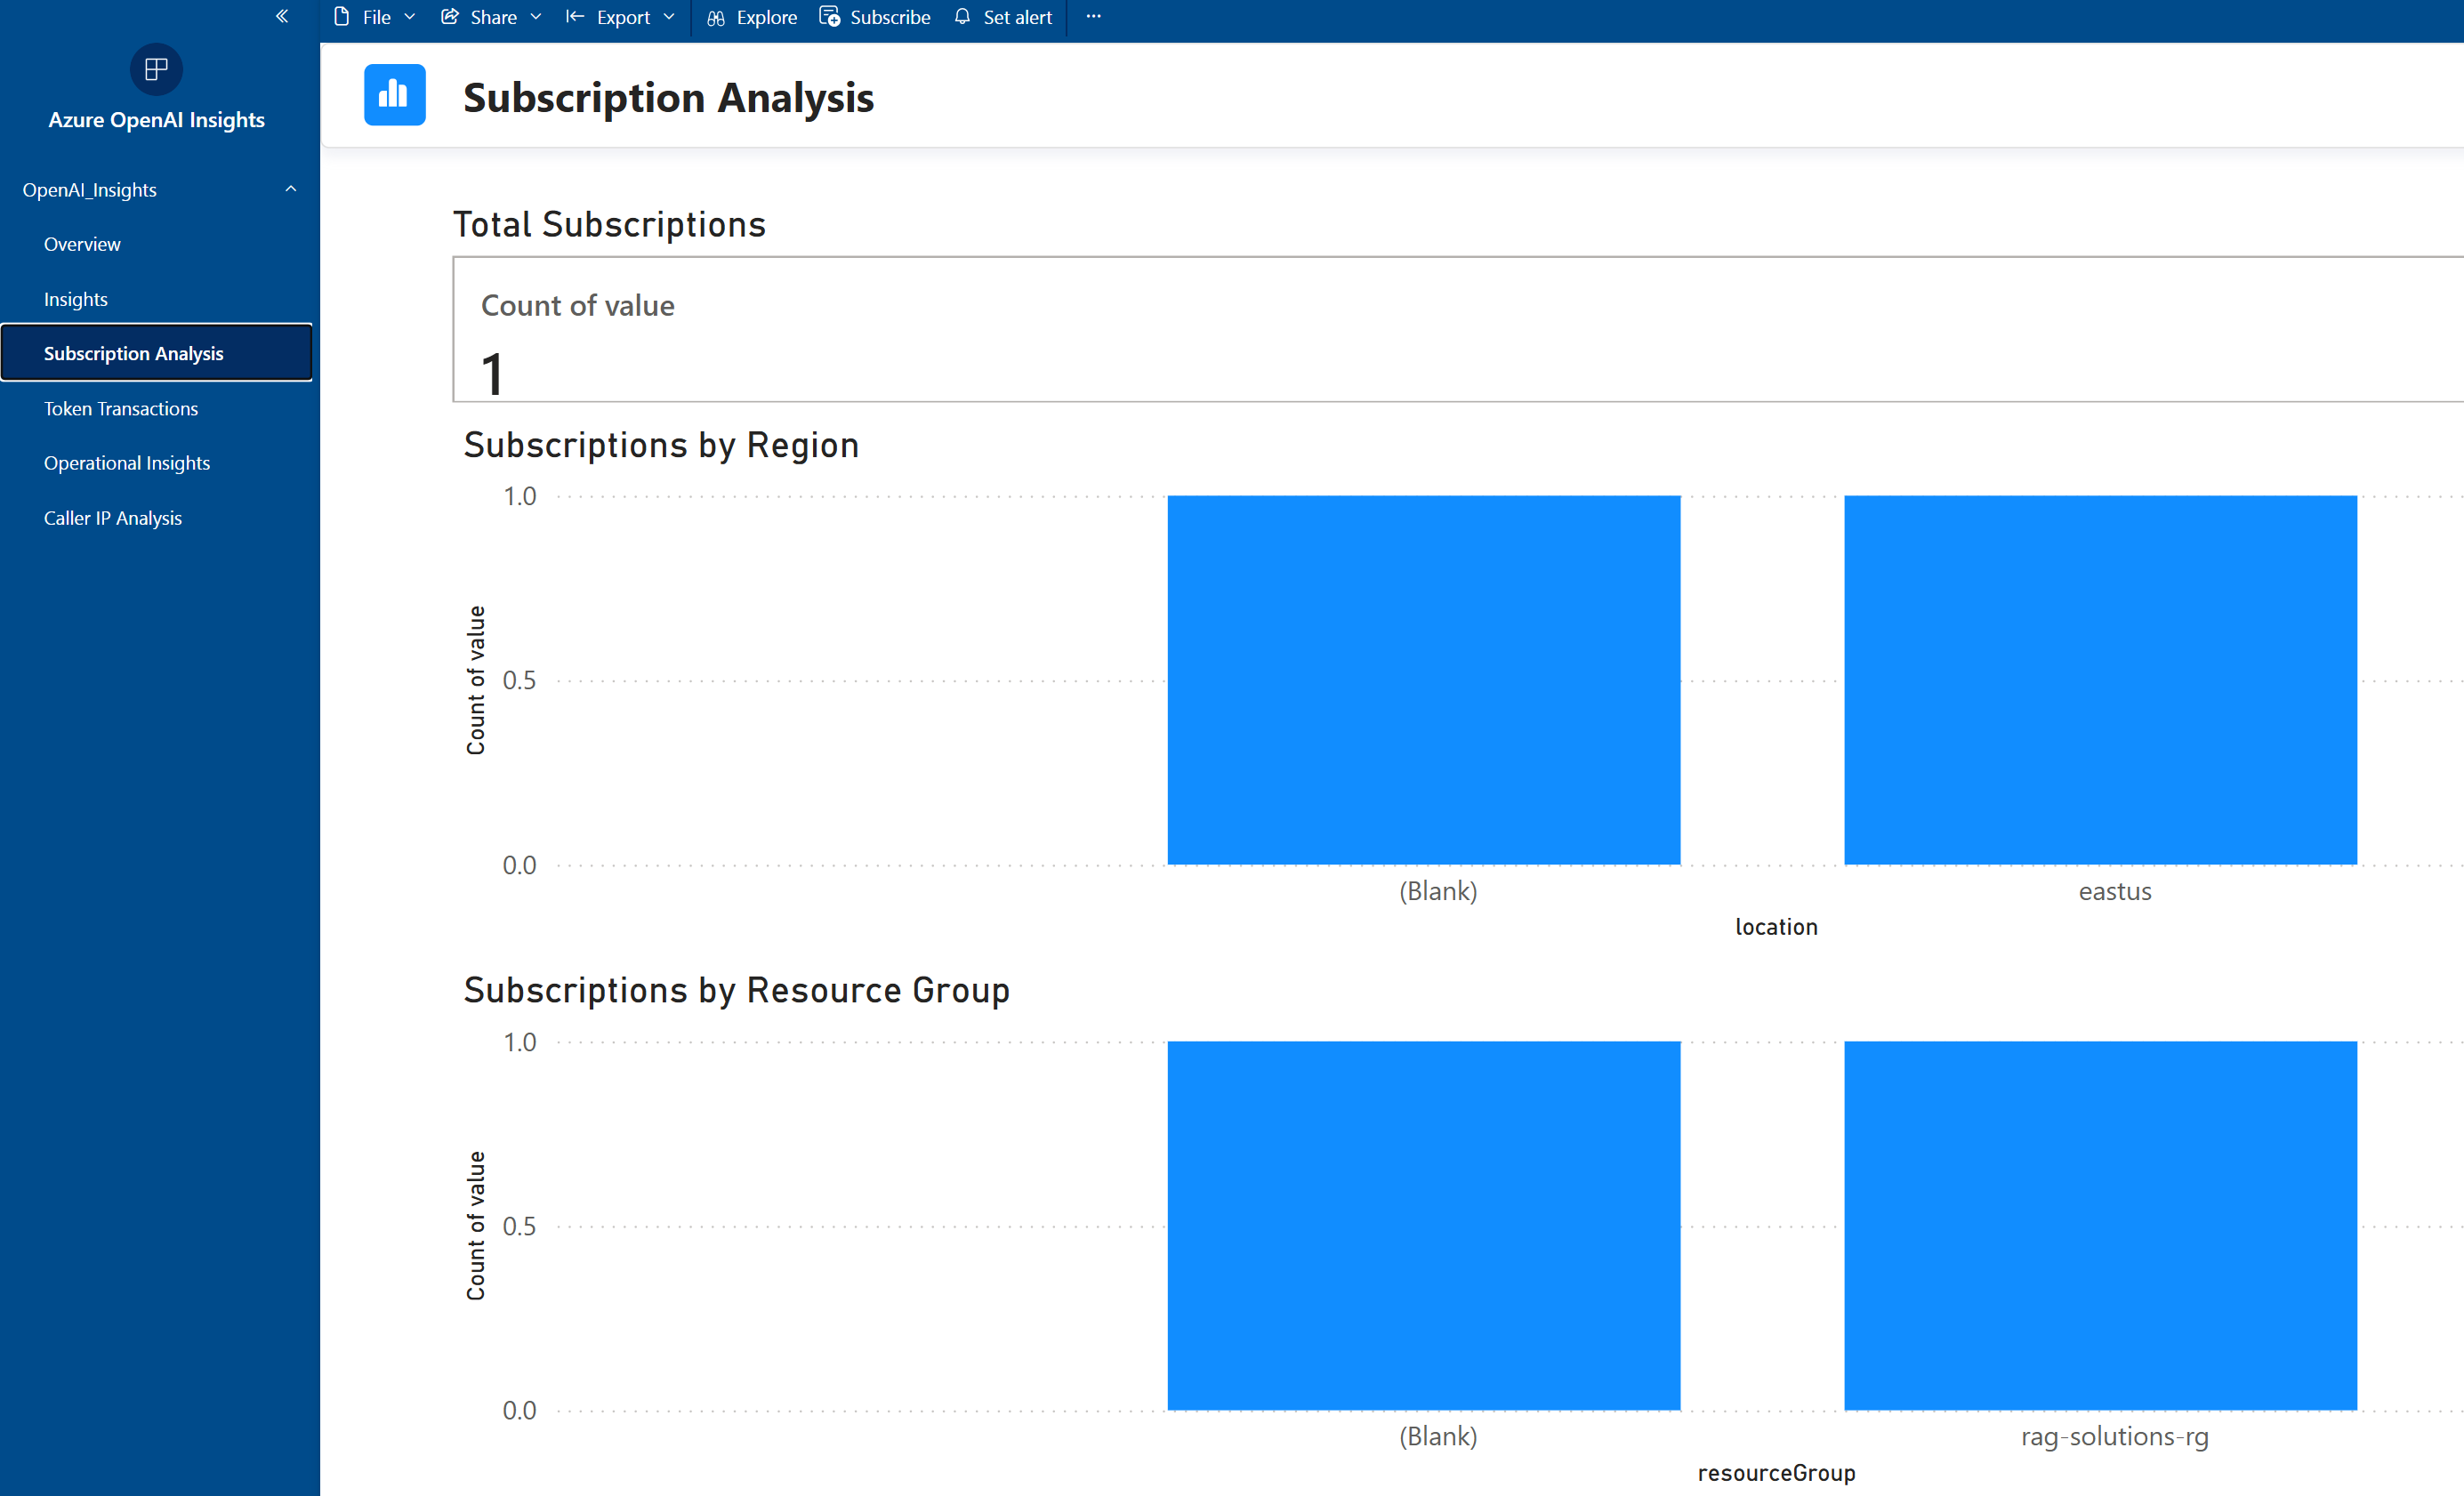 File
Share
Export
Explore
Subscribe
Set alert
Azure OpenAI Insights
OpenAI_Insights
Overview
Insights
Subscription Analysis
Token Transactions
Operational Insights
Caller IP Analysis
Subscription Analysis
Total Subscriptions
Count of value
1
Subscriptions by Region
1.0
0.5
0.0
Count of value
(Blank)
eastus
location
Subscriptions by Resource Group
1.0
0.5
0.0
Count of value
(Blank)
rag-solutions-rg
resourceGroup